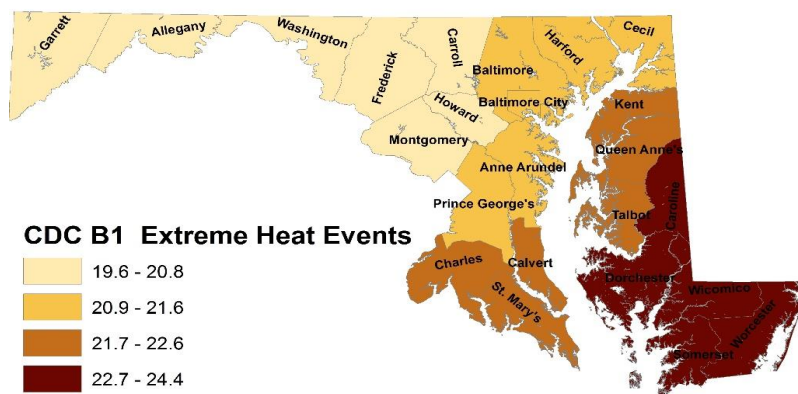 Garrett
Allegany
Washington
Frederick
Carroll
Baltimore
Harford
Cecil
Howard
Baltimore City
Kent
Montgomery
Queen Anne's
Anne Arundel
Prince George's
Talbot
Caroline
CDC B1 Extreme Heat Events
Charles
Calvert
St. Mary's
Dorchester
Wicomico
Worcester
Somerset
19.6 - 20.8
20.9 - 21.6
21.7 - 22.6
22.7 - 24.4